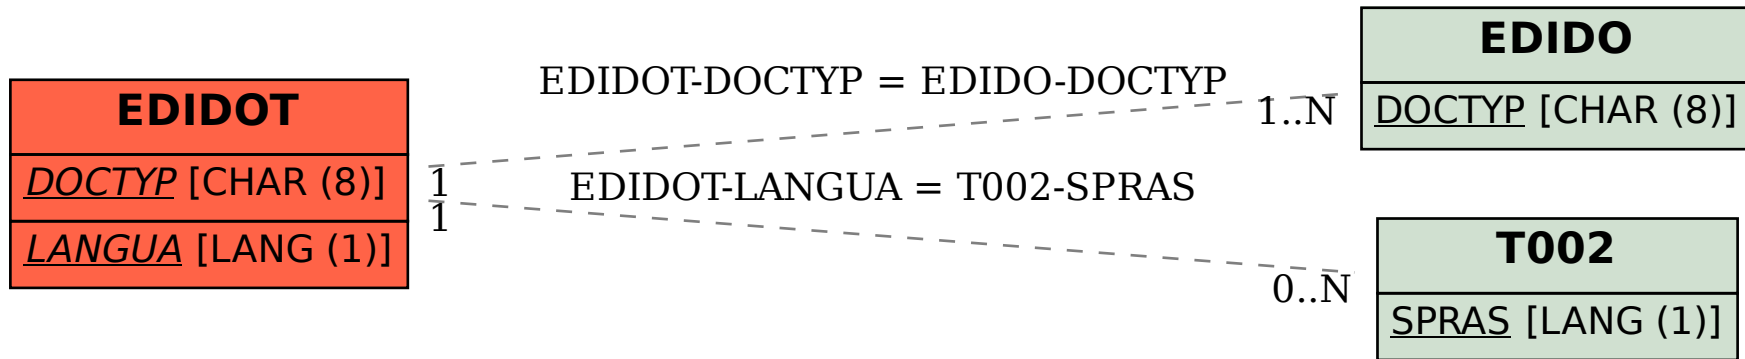 EDIDOT
DOCTYP [CHAR (8)]
LANGUA [LANG (1)]
EDIDOT-DOCTYP = EDIDO-DOCTYP
1
1..N
EDIDOT-LANGUA = T002-SPRAS
1
0..N
EDIDO
DOCTYP [CHAR (8)]
T002
SPRAS [LANG (1)]